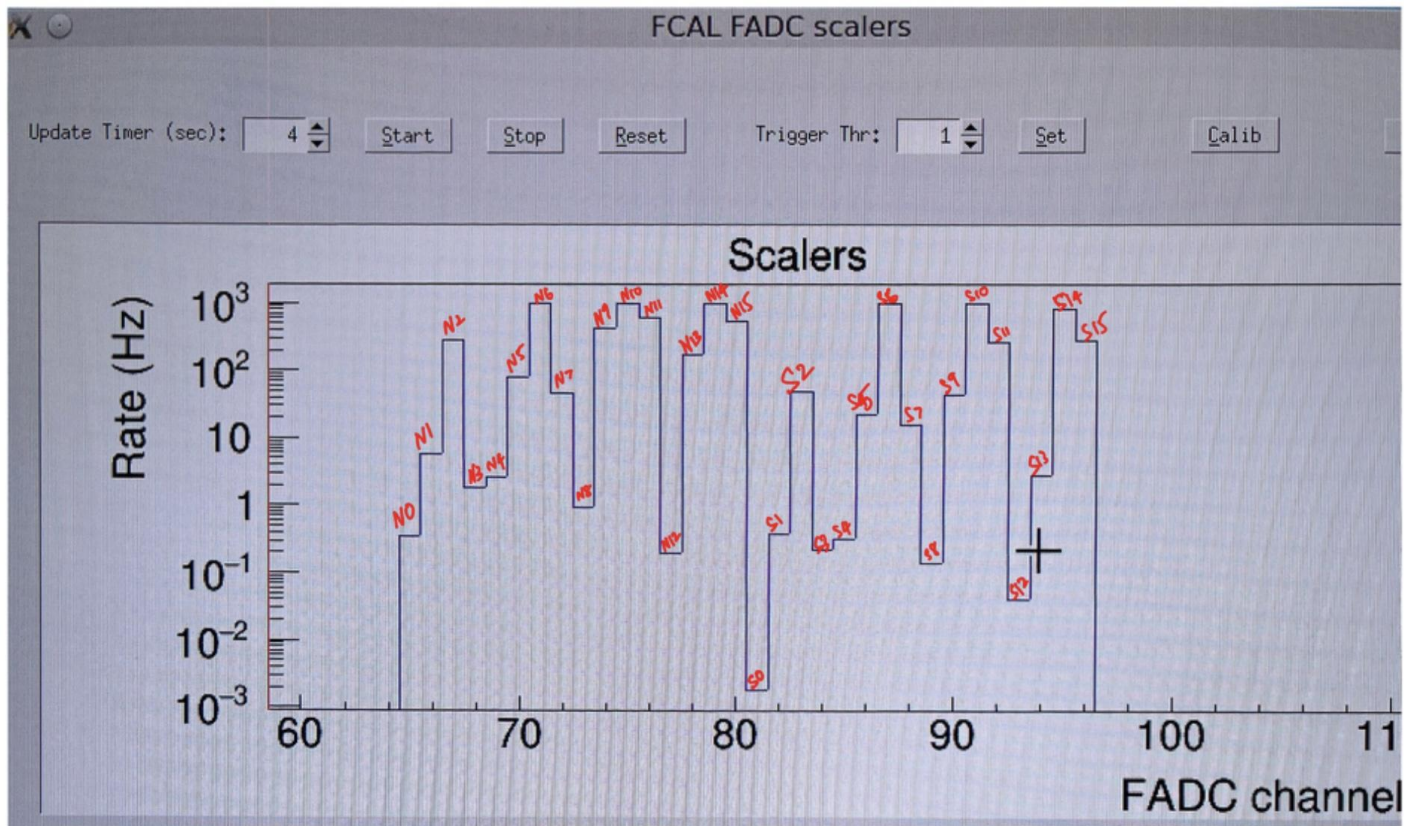 FCAL FADC scalers
Update Timer (sec): 4 Start Stop Reset Trigger Thr: 1 Set Calib
Scalers
Rate (Hz)
10³
10²
10
1
10⁻¹
10⁻²
10⁻³
N0 N1 N2 N3 N4 N5 N6 N7 N8 N9 N10 N11 N12 N13 N14 N15
S0 S1 S2 S3 S4 S6 S7 S8 S9 S10 S11 S12 S13 S14 S15
60 70 80 90 100 11
FADC channel